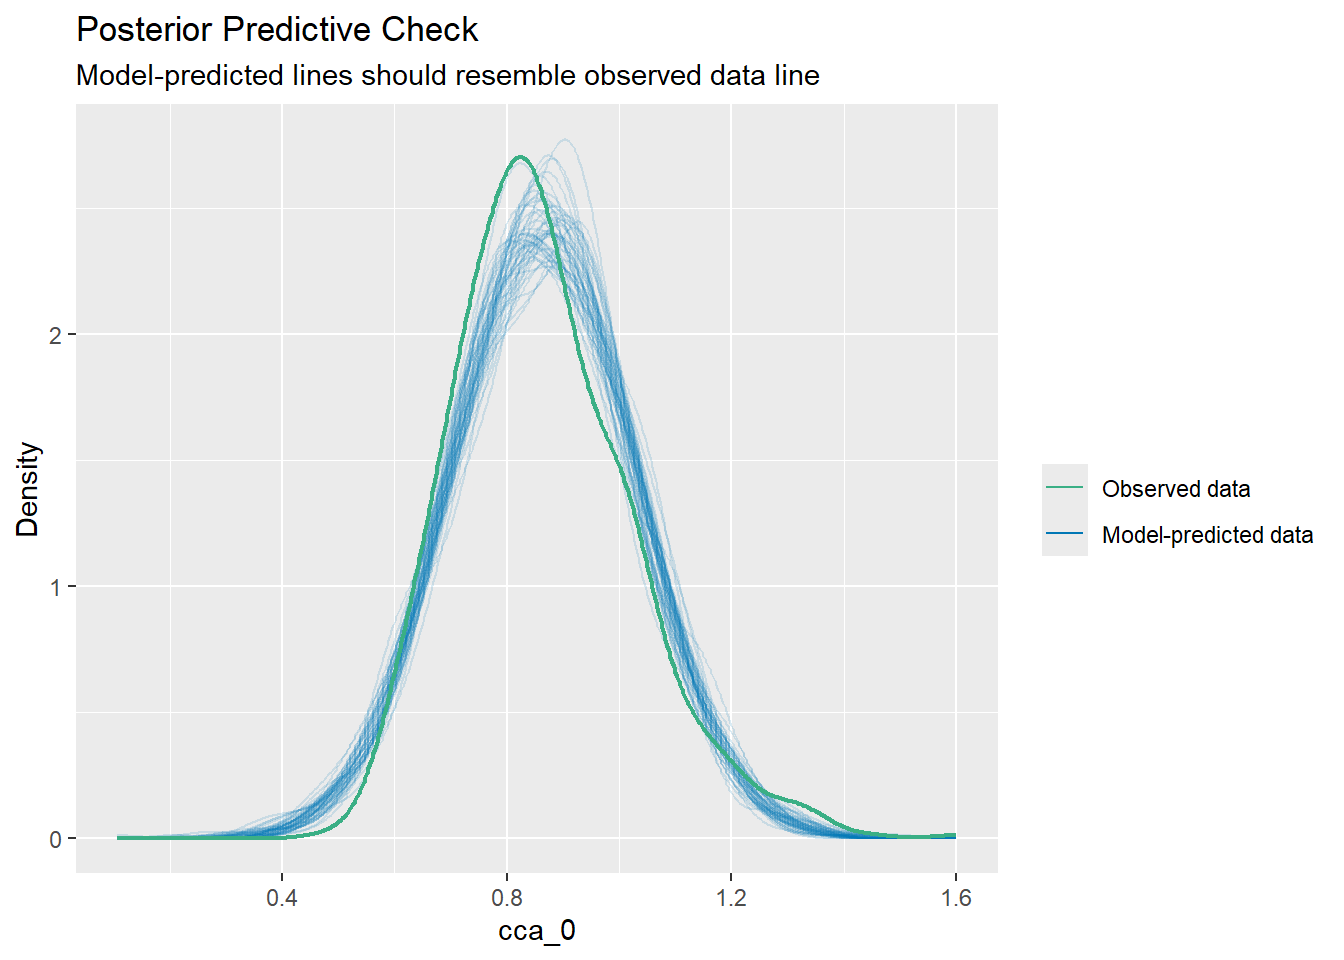 Posterior Predictive Check
Model-predicted lines should resemble observed data line
Density
2
1
0
0.4 0.8 1.2 1.6
cca_0
Observed data
Model-predicted data